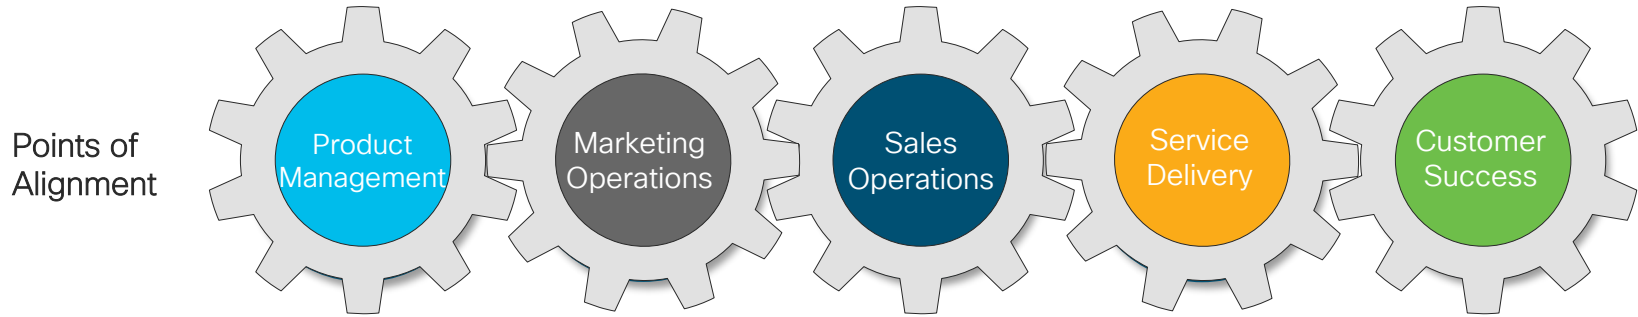 Points of
Alignment
Product
Management
Marketing
Operations
Sales
Operations
Service
Delivery
Customer
Success